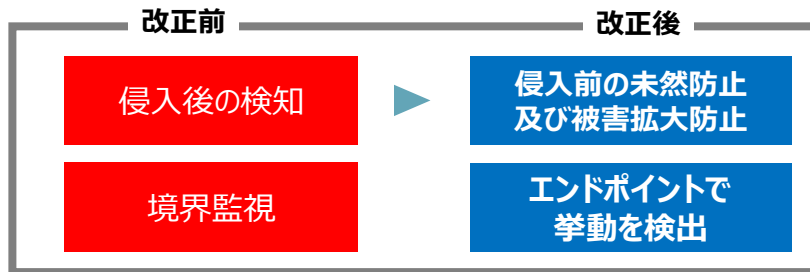 改正前
改正後
侵入後の検知
侵入前の未然防止
及び被害拡大防止
境界監視
エンドポイントで
挙動を検出